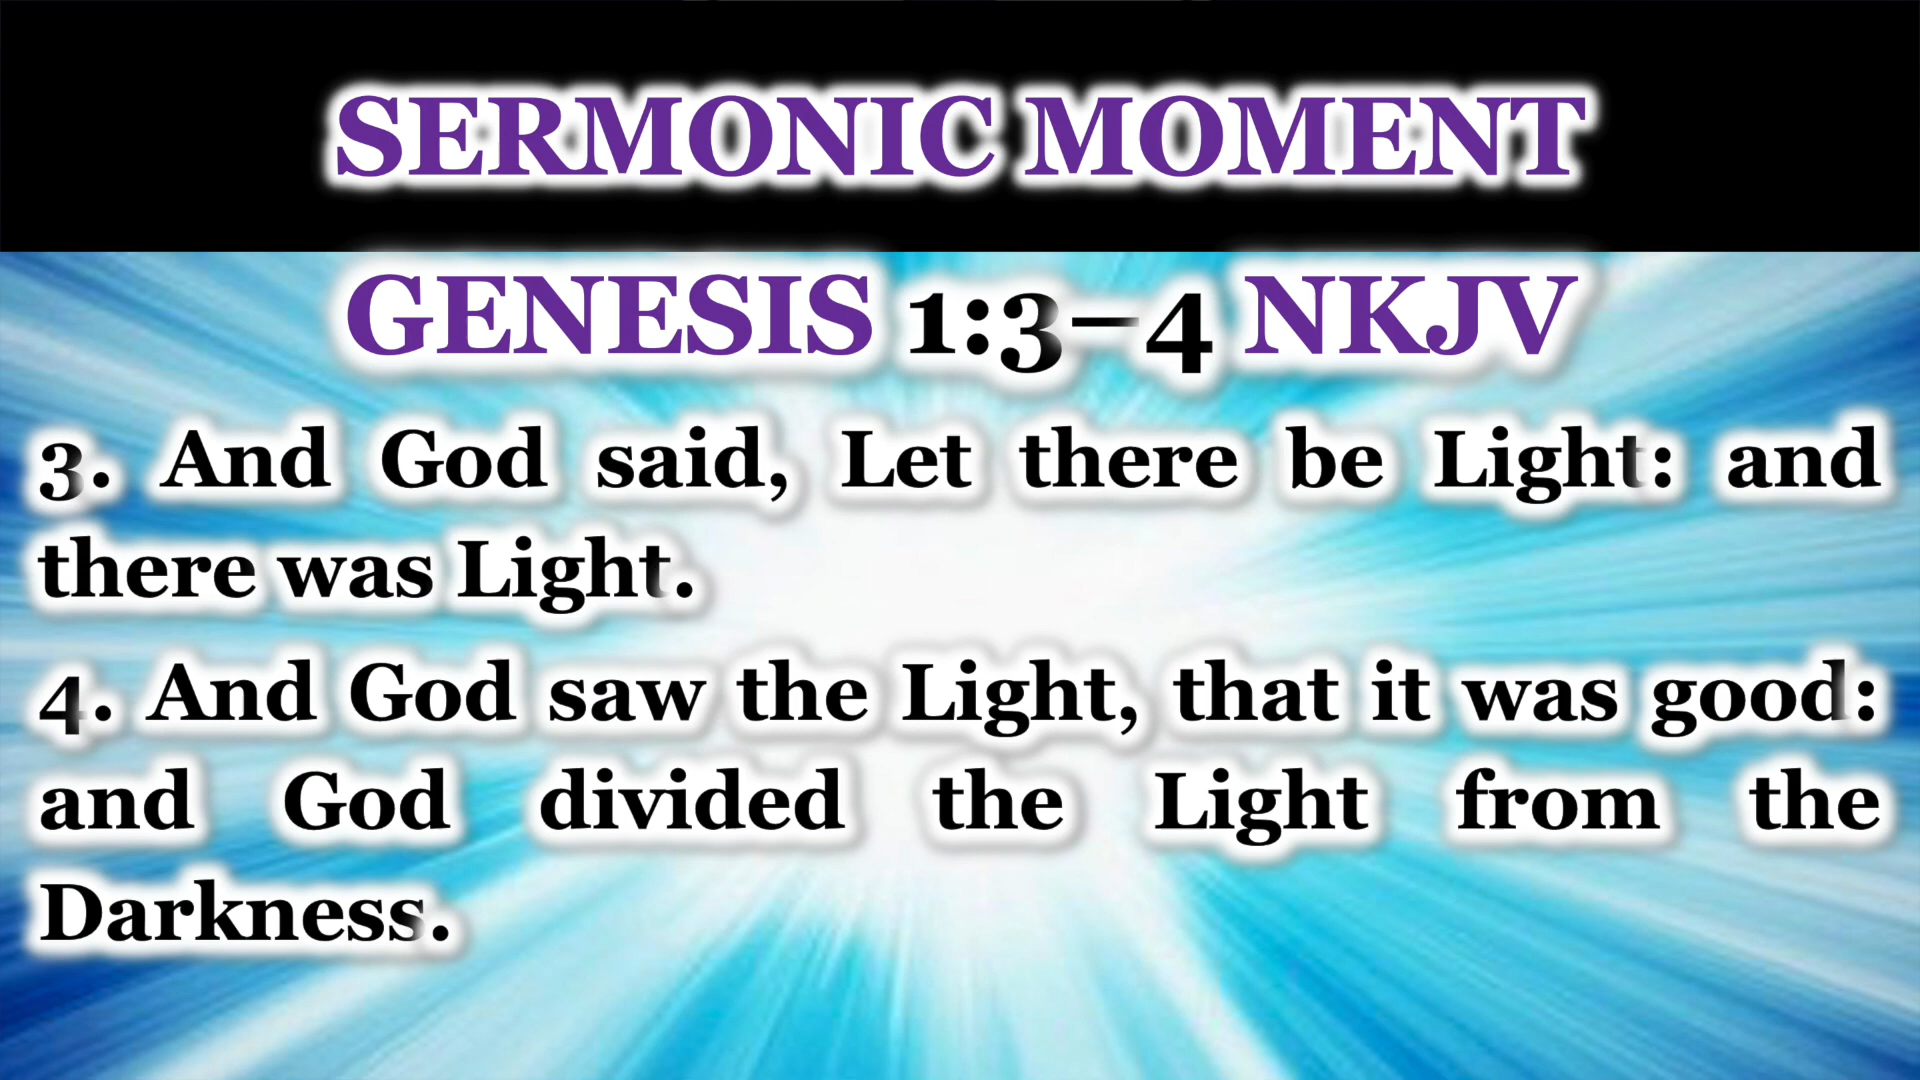 SERMONIC MOMENT
GENESIS 1:3–4 NKJV
3. And God said, Let there be Light: and
there was Light.
4. And God saw the Light, that it was good:
and God divided the Light from the
Darkness.